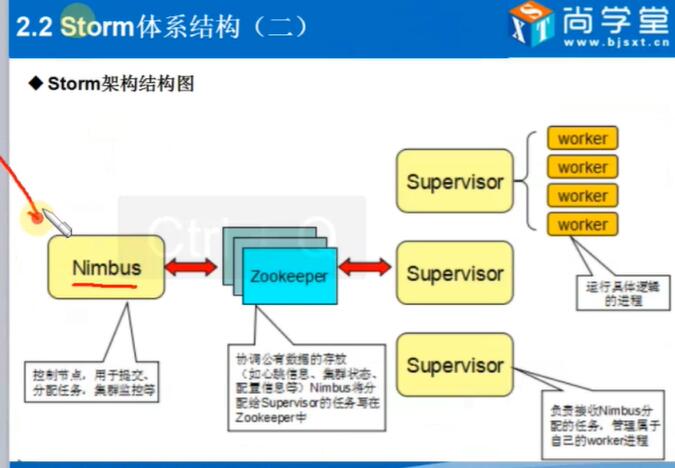 2.2 Storm体系结构（二）
XST 尚学堂
www.bjsxt.cn
◆ Storm架构结构图
worker
worker
worker
worker
Supervisor
Nimbus
Zookeeper
Supervisor
Supervisor
运行具体逻辑
的进程
控制节点，用于提交、
分配任务，集群监控等
协调公有数据的存放
（如心跳信息、集群状态、
配置信息等）Nimbus将分
配给Supervisor的任务写在
Zookeeper中
负责接收Nimbus分
配的任务，管理属于
自己的worker进程